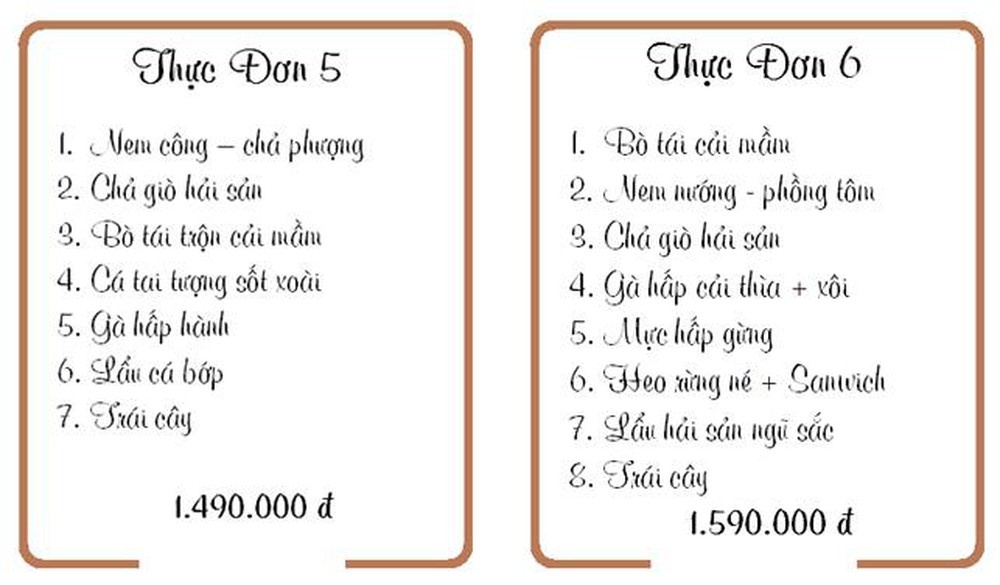 Thực Đơn 5
1. Nem công – chả phượng
2. Chả giò hải sản
3. Bò tái trộn cải mầm
4. Cá tai tượng sốt xoài
5. Gà hấp hành
6. Lẩu cá bớp
7. Trái cây
1.490.000 đ
Thực Đơn 6
1. Bò tái cải mầm
2. Nem nướng - phồng tôm
3. Chả giò hải sản
4. Gà hấp cải thìa + xôi
5. Mực hấp gừng
6. Heo rừng né + Sanwich
7. Lẩu hải sản ngũ sắc
8. Trái cây
1.590.000 đ